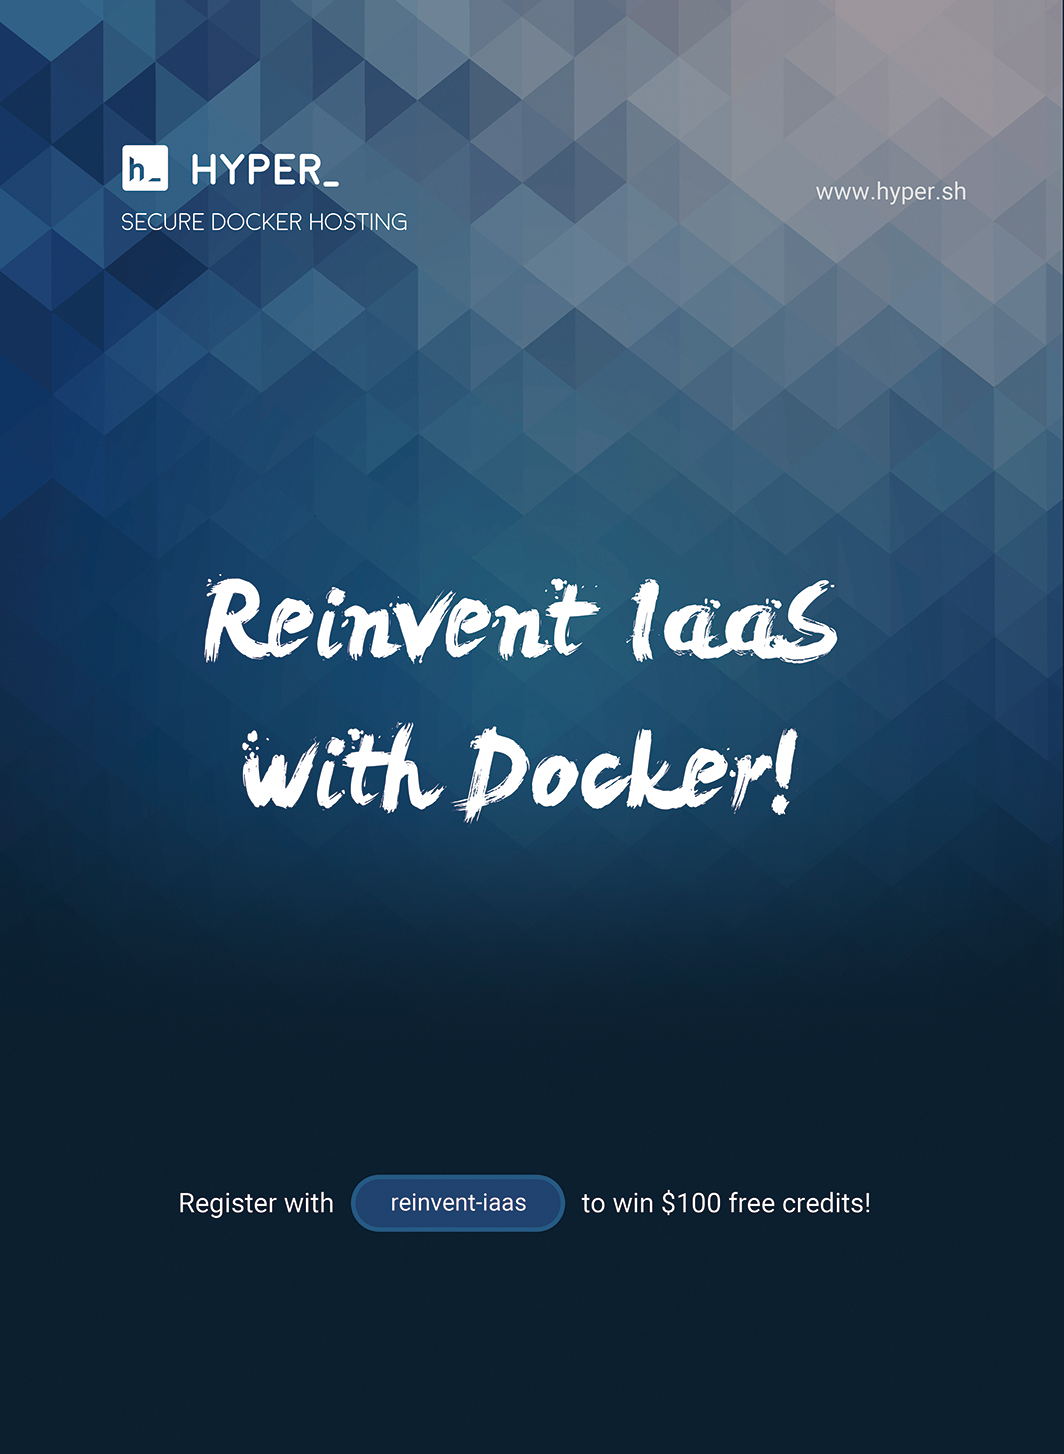 h_ HYPER_
SECURE DOCKER HOSTING
www.hyper.sh
Reinvent IaaS
with Docker!
Register with reinvent-iaas to win $100 free credits!